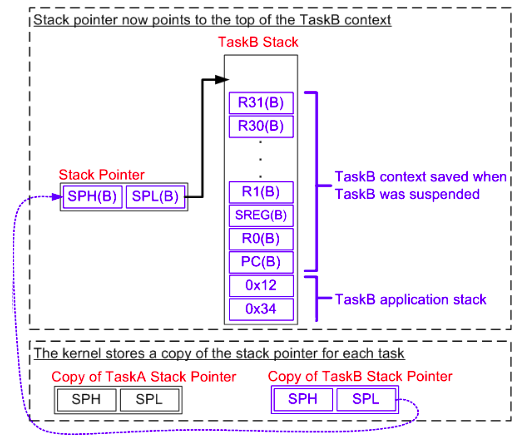 Stack pointer now points to the top of the TaskB context
TaskB Stack
R31(B)
R30(B)
Stack Pointer
SPH(B) SPL(B)
R1(B)
SREG(B)
R0(B)
PC(B)
0x12
0x34
TaskB context saved when
TaskB was suspended
TaskB application stack
The kernel stores a copy of the stack pointer for each task
Copy of TaskA Stack Pointer
SPH SPL
Copy of TaskB Stack Pointer
SPH SPL